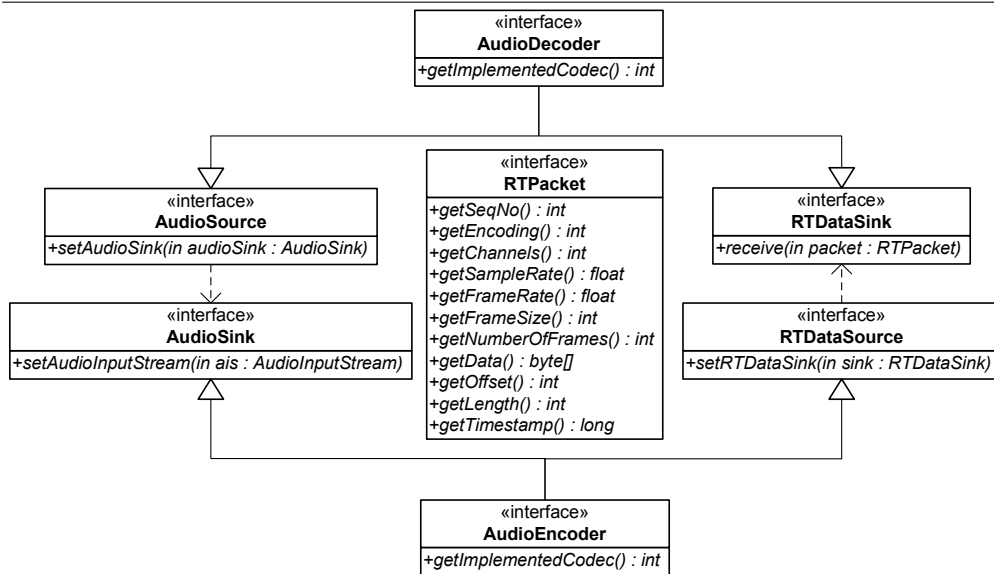 «interface»
AudioDecoder
+getImplementedCodec() : int
«interface»
AudioSource
+setAudioSink(in audioSink : AudioSink)
«interface»
RTPacket
+getSeqNo() : int
+getEncoding() : int
+getChannels() : int
+getSampleRate() : float
+getFrameRate() : float
+getFrameSize() : int
+getNumberOfFrames() : int
+getData() : byte[]
+getOffset() : int
+getLength() : int
+getTimestamp() : long
«interface»
RTDataSink
+receive(in packet : RTPacket)
«interface»
AudioSink
+setAudioInputStream(in ais : AudioInputStream)
«interface»
RTDataSource
+setRTDataSink(in sink : RTDataSink)
«interface»
AudioEncoder
+getImplementedCodec() : int